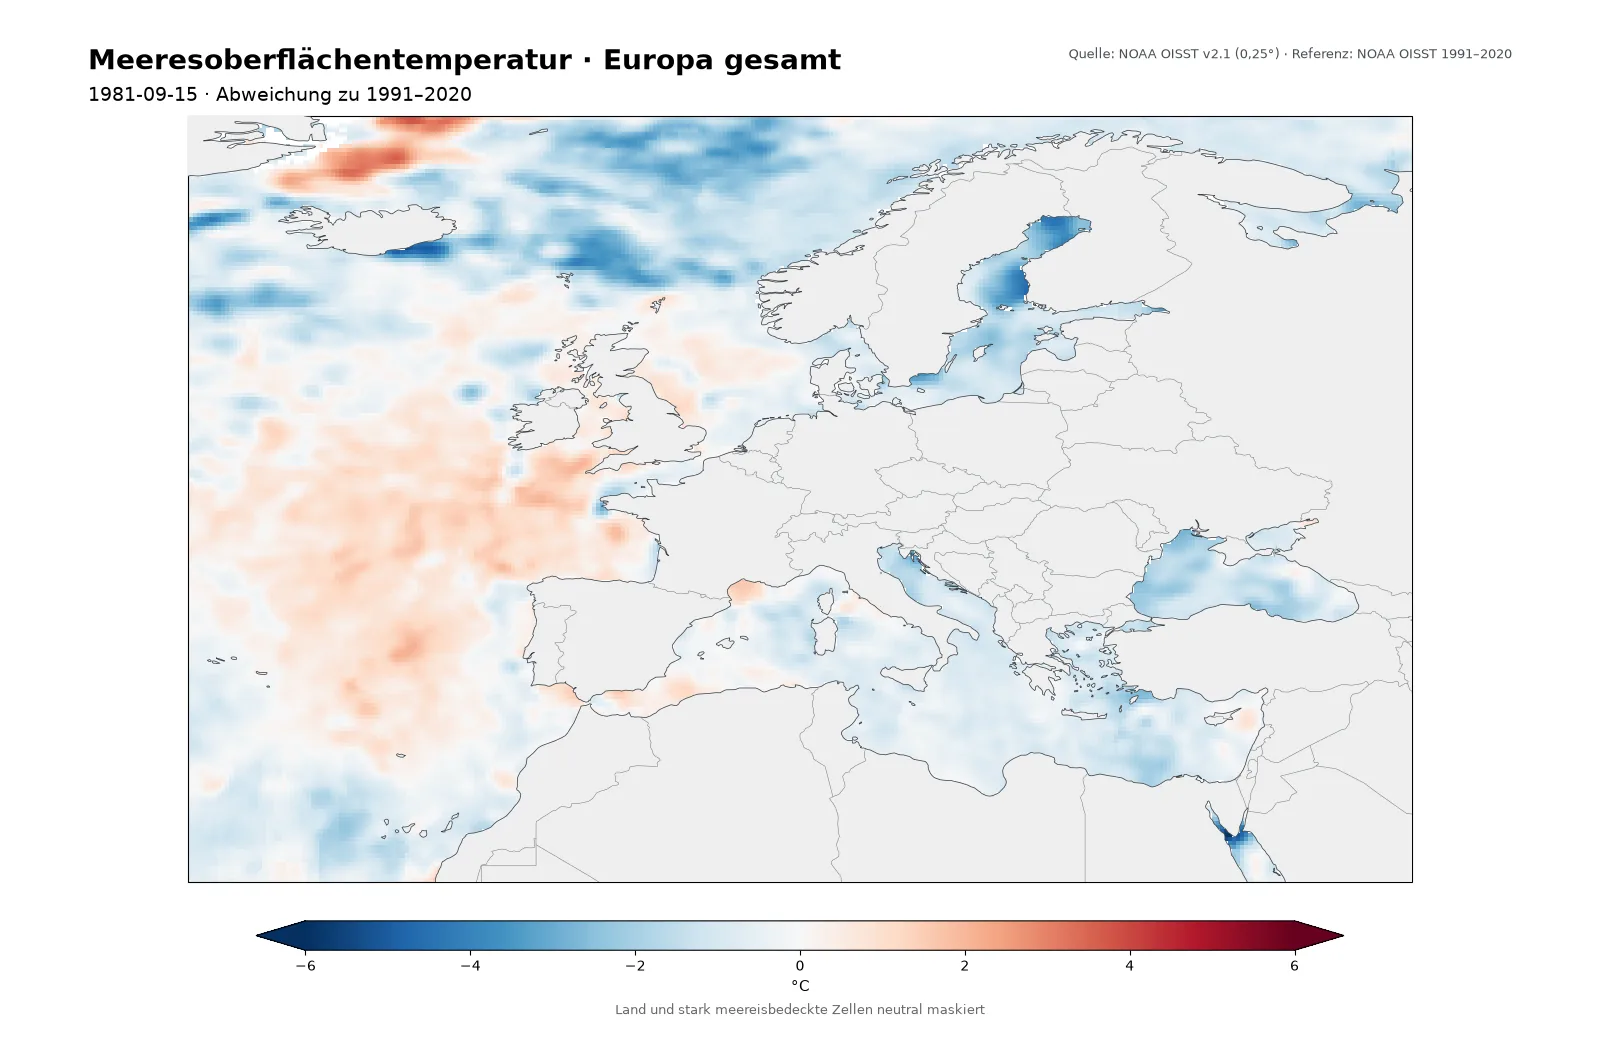 Meeresoberflächentemperatur · Europa gesamt
Quelle: NOAA OISST v2.1 (0,25°) · Referenz: NOAA OISST 1991–2020
1981-09-15 · Abweichung zu 1991–2020
−6 −4 −2 0 2 4 6
°C
Land und stark meereisbedeckte Zellen neutral maskiert